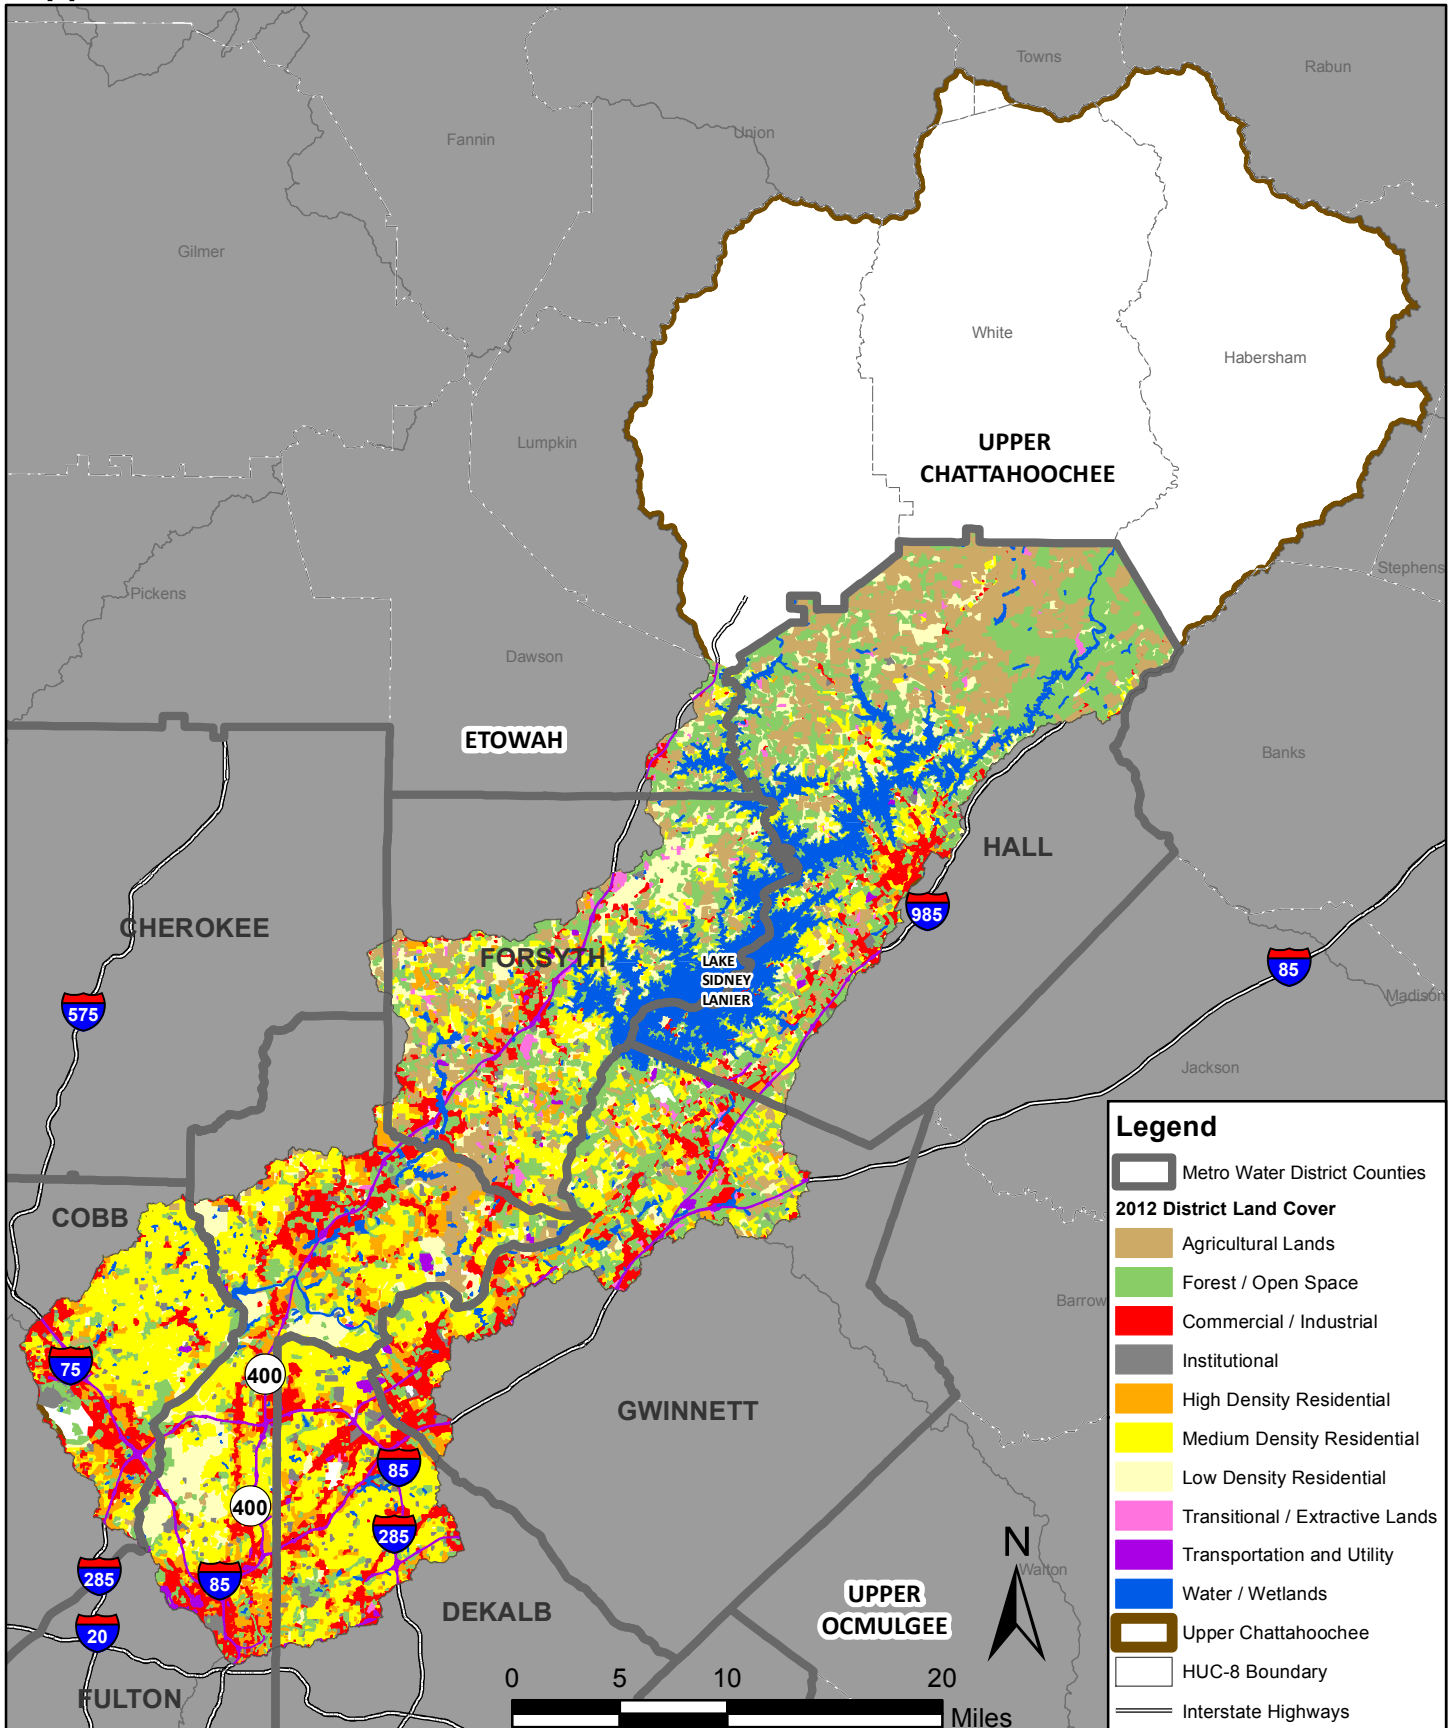 Towns
Rabun
Fannin
Union
Gilmer
White
Habersham
Lumpkin
UPPER
CHATTAHOOCHEE
Stephens
Pickens
Dawson
ETOWAH
Banks
HALL
CHEROKEE
985
FORSYTH
LAKE
SIDNEY
LANIER
85
575
Madison
Jackson
COBB
Barrow
75
400
GWINNETT
85
400
285
285
85
20
DEKALB
UPPER
OCMULGEE
Walton
N
FULTON
0 5 10 20
Miles
Legend
Metro Water District Counties
2012 District Land Cover
Agricultural Lands
Forest / Open Space
Commercial / Industrial
Institutional
High Density Residential
Medium Density Residential
Low Density Residential
Transitional / Extractive Lands
Transportation and Utility
Water / Wetlands
Upper Chattahoochee
HUC-8 Boundary
Interstate Highways